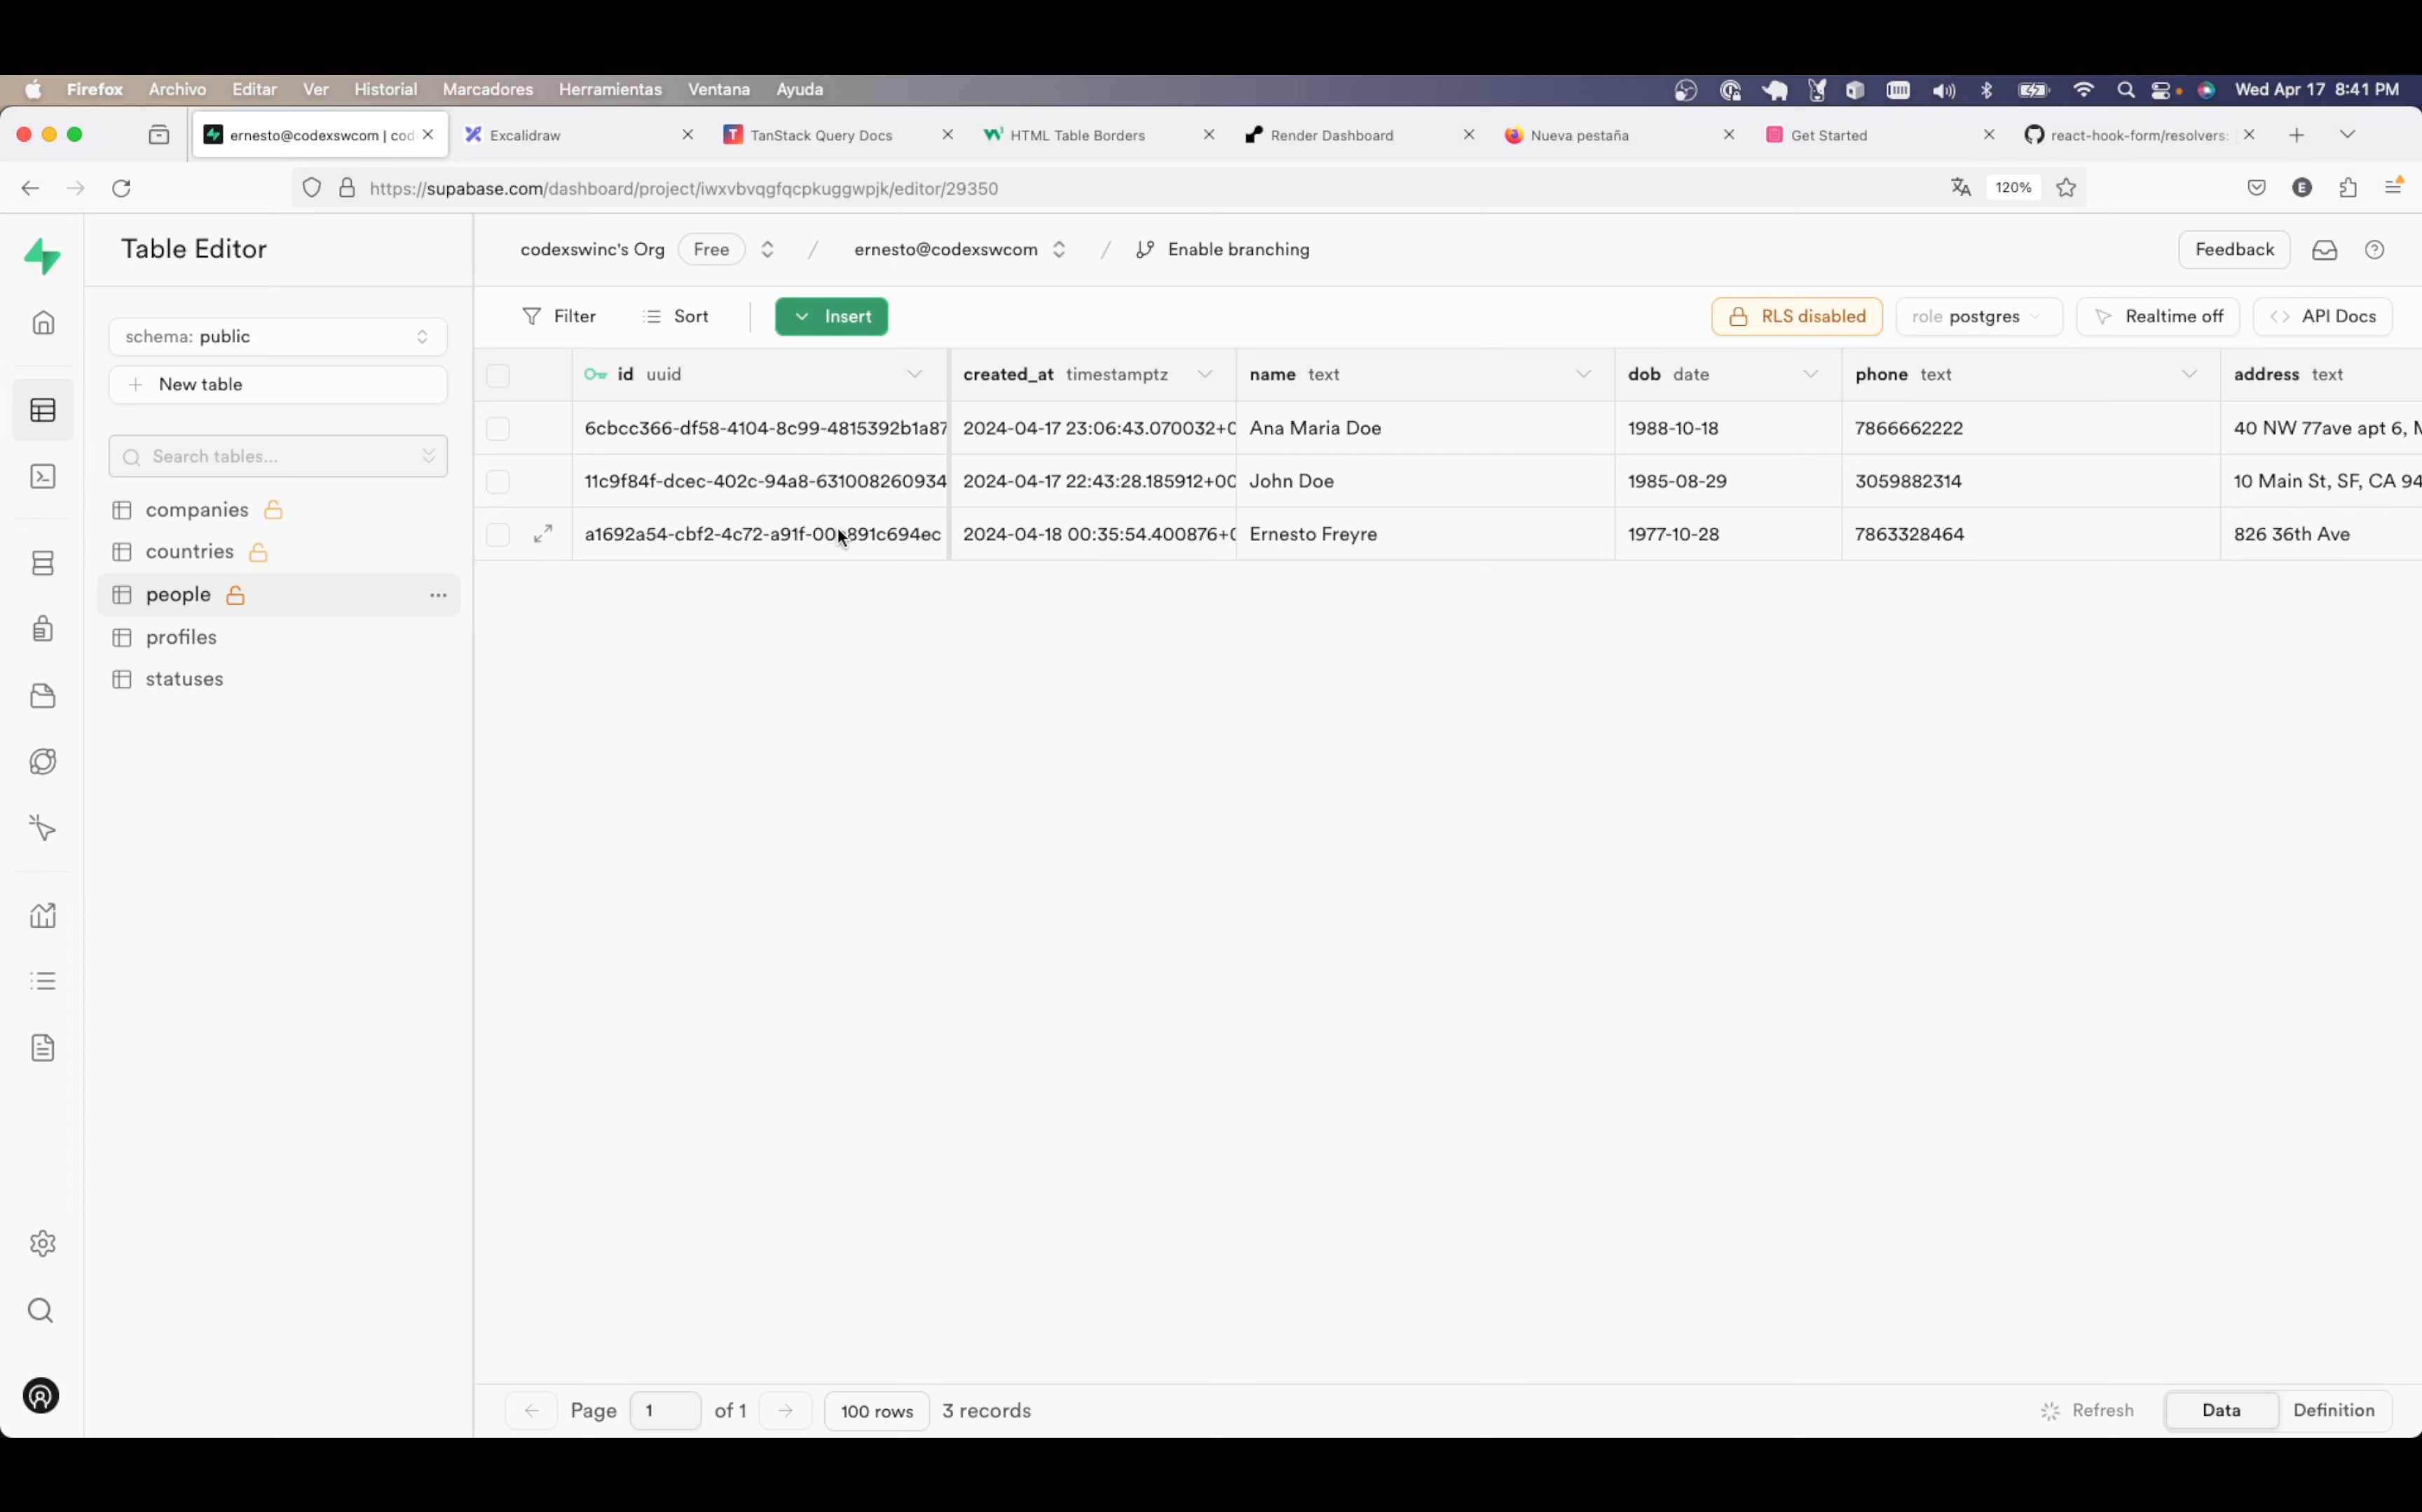 Firefox Archivo Editar Ver Historial Marcadores Herramientas Ventana Ayuda Wed Apr 17 8:41 PM
ernesto@codexswcom | cod Excalidraw TanStack Query Docs HTML Table Borders Render Dashboard Nueva pestaña Get Started react-hook-form/resolvers:
https://supabase.com/dashboard/project/iwxvbvqgfqcpkuggwpjk/editor/29350 120% E
Table Editor codexswinc's Org Free / ernesto@codexswcom / Enable branching Feedback
Filter Sort Insert RLS disabled role postgres Realtime off API Docs
schema: public
New table
Search tables...
companies
countries
people
profiles
statuses
id uuid created_at timestamptz name text dob date phone text address text
6cbcc366-df58-4104-8c99-4815392b1a87 2024-04-17 23:06:43.070032+0 Ana Maria Doe 1988-10-18 7866662222 40 NW 77ave apt 6, M
11c9f84f-dcec-402c-94a8-631008260934 2024-04-17 22:43:28.185912+00 John Doe 1985-08-29 3059882314 10 Main St, SF, CA 94
2024-04-18 00:35:54.400876+0 Ernesto Freyre 1977-10-28 7863328464 826 36th Ave
Page 1 of 1 100 rows 3 records Refresh Data Definition